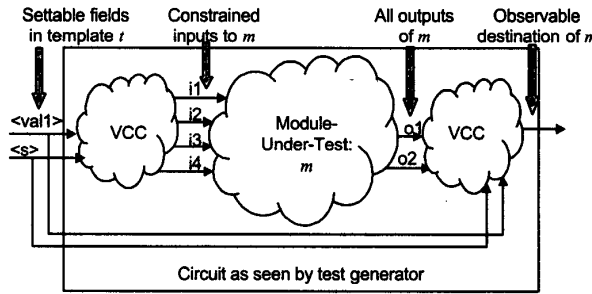 Settable fields
in template t
Constrained
inputs to m
All outputs
of m
Observable
destination of m
<val1>
<s>
VCC
i1
i2
i3
i4
Module-
Under-Test:
m
o1
o2
VCC
Circuit as seen by test generator